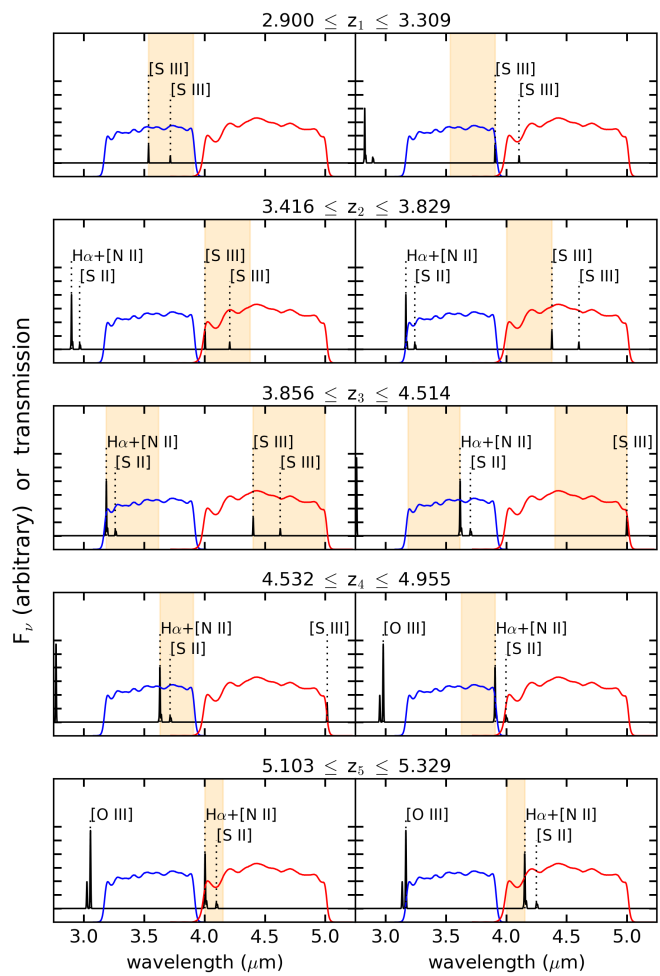 2.900 ≤ z₁ ≤ 3.309
[S III]
[S III]
[S III]
[S III]
3.416 ≤ z₂ ≤ 3.829
Hα+[N II]
[S II]
[S III]
[S III]
Hα+[N II]
[S II]
[S III]
[S III]
3.856 ≤ z₃ ≤ 4.514
Hα+[N II]
[S II]
[S III]
[S III]
Hα+[N II]
[S II]
[S III]
4.532 ≤ z₄ ≤ 4.955
Hα+[N II]
[S II]
[S III]
[O III]
Hα+[N II]
[S II]
5.103 ≤ z₅ ≤ 5.329
[O III]
Hα+[N II]
[S II]
[O III]
Hα+[N II]
[S II]
3.0 3.5 4.0 4.5 5.0 3.0 3.5 4.0 4.5 5.0
wavelength (μm) wavelength (μm)
F_ν (arbitrary) or transmission